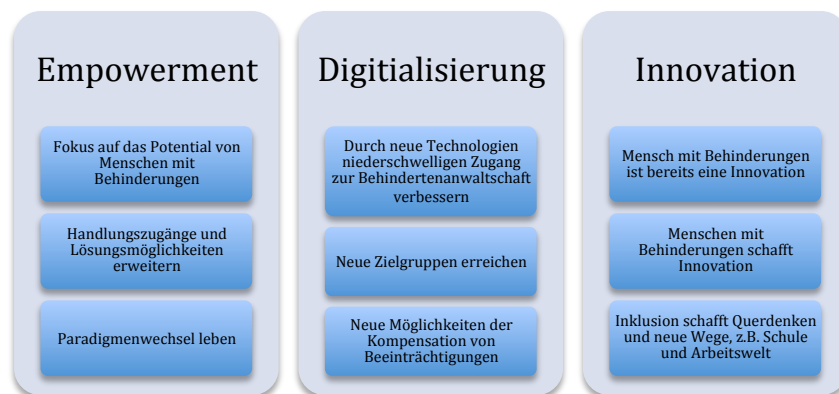 Empowerment
Fokus auf das Potential von
Menschen mit
Behinderungen
Handlungszugänge und
Lösungsmöglichkeiten
erweitern
Paradigmenwechsel leben
Digitialisierung
Durch neue Technologien
niederschwelligen Zugang
zur Behindertenanwaltschaft
verbessern
Neue Zielgruppen erreichen
Neue Möglichkeiten der
Kompensation von
Beeinträchtigungen
Innovation
Mensch mit Behinderungen
ist bereits eine Innovation
Menschen mit
Behinderungen schafft
Innovation
Inklusion schafft Querdenken
und neue Wege, z.B. Schule
und Arbeitswelt